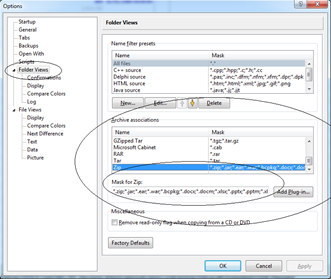 Options
Startup
General
Tabs
Backups
Open With
Scripts
Folder Views
Confirmations
Display
Compare Colors
Log
File Views
Display
Compare Colors
Next Difference
Text
Data
Picture
Folder Views
Name Filter presets
Name Mask
All files *.*
C++ source *.cpp;*.hpp;*.c;*.h;*.cc
Delphi source *.pas;*.inc;*.dfm;*.nfm;*.xfm;*.dpr;*.dpk
HTML source *.htm;*.html;*.xml;*.jpg;*.gif;*.png
Java source *.java;*.jj;*.jjt
New... Edit... Delete
Archive associations
Name Mask
GZipped Tar *.tgz;*.tar.gz
Microsoft Cabinet *.cab
RAR *.rar
Tar *.tar
Zip *.zip;*.jar;*.ear;*.war;*.bcpkg;*.docx;*.docm;
Mask for Zip:
*.zip;*.jar;*.ear;*.war;*.bcpkg;*.docx;*.docm;*.xlsx;*.pptx;*.pptm;*.xl
Add Plug-in...
Miscellaneous
Remove read-only flag when copying from a CD or DVD
Factory Defaults
OK Cancel Apply